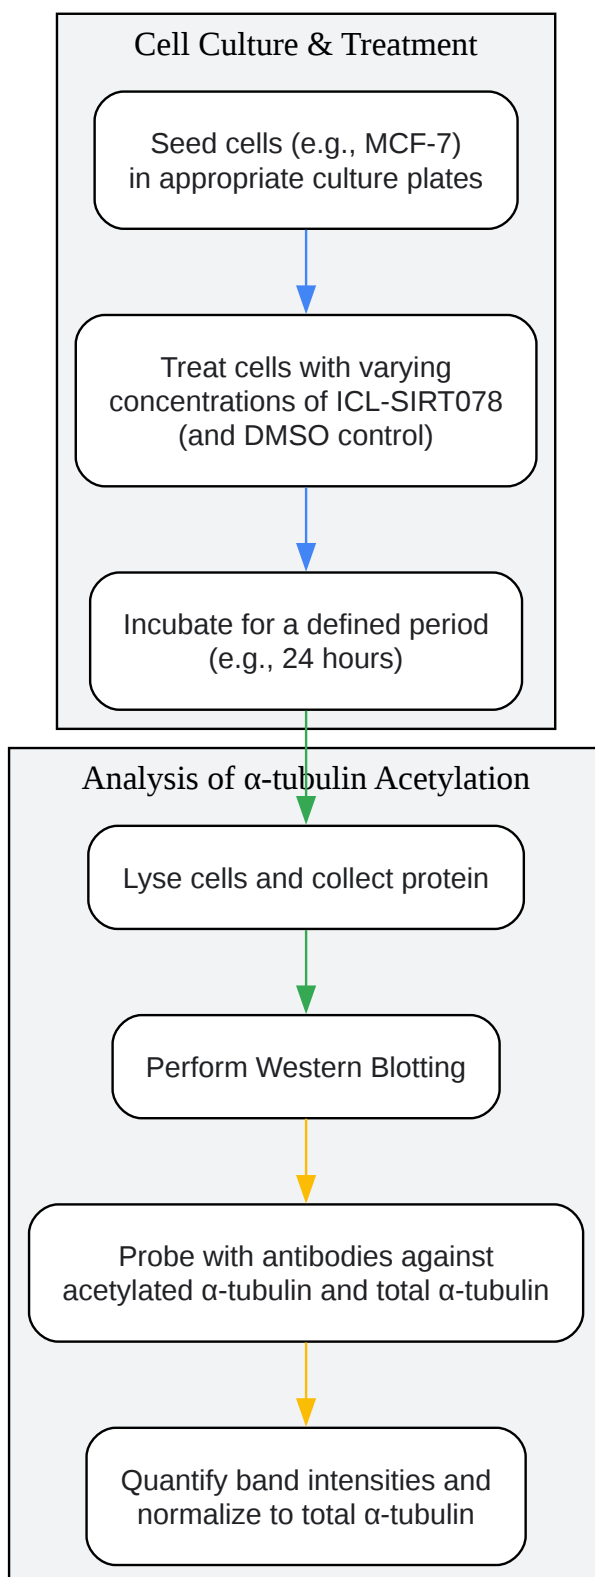 Cell Culture & Treatment
Seed cells (e.g., MCF-7)
in appropriate culture plates
Treat cells with varying
concentrations of ICL-SIRT078
(and DMSO control)
Incubate for a defined period
(e.g., 24 hours)
Analysis of α-tubulin Acetylation
Lyse cells and collect protein
Perform Western Blotting
Probe with antibodies against
acetylated α-tubulin and total α-tubulin
Quantify band intensities and
normalize to total α-tubulin